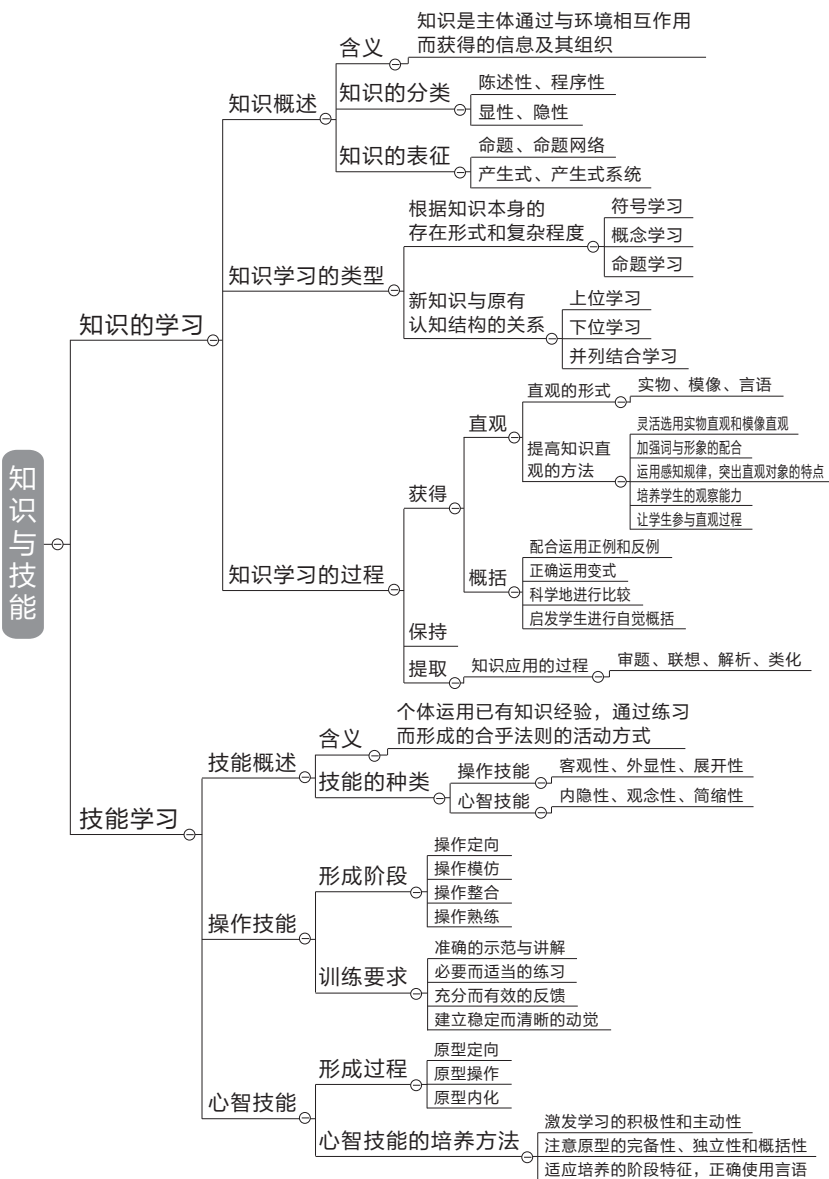 知识与技能
知识的学习
知识概述
含义
知识是主体通过与环境相互作用
而获得的信息及其组织
知识的分类
陈述性、程序性
显性、隐性
知识的表征
命题、命题网络
产生式、产生式系统
知识学习的类型
根据知识本身的
存在形式和复杂程度
符号学习
概念学习
命题学习
新知识与原有
认知结构的关系
上位学习
下位学习
并列结合学习
知识学习的过程
获得
直观
直观的形式
实物、模像、言语
提高知识直
观的方法
灵活选用实物直观和模像直观
加强词与形象的配合
运用感知规律，突出直观对象的特点
培养学生的观察能力
让学生参与直观过程
概括
配合运用正例和反例
正确运用变式
科学地进行比较
启发学生进行自觉概括
保持
提取
知识应用的过程
审题、联想、解析、类化
技能学习
技能概述
含义
个体运用已有知识经验，通过练习
而形成的合乎法则的活动方式
技能的种类
操作技能
客观性、外显性、展开性
心智技能
内隐性、观念性、简缩性
操作技能
形成阶段
操作定向
操作模仿
操作整合
操作熟练
训练要求
准确的示范与讲解
必要而适当的练习
充分而有效的反馈
建立稳定而清晰的动觉
心智技能
形成过程
原型定向
原型操作
原型内化
心智技能的培养方法
激发学习的积极性和主动性
注意原型的完备性、独立性和概括性
适应培养的阶段特征，正确使用言语